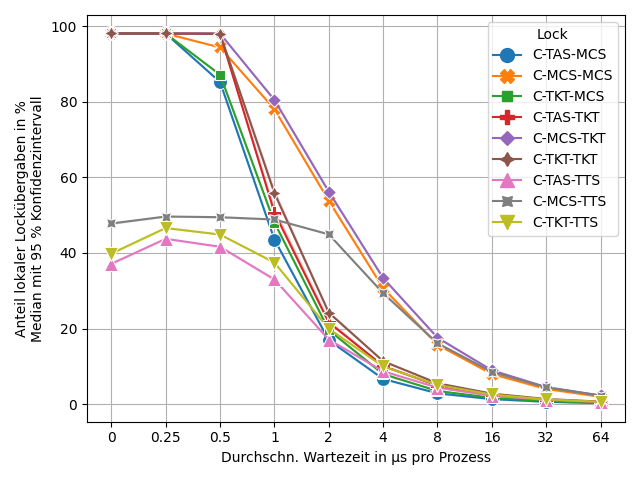 Anteil lokaler Lockübergaben in %
Median mit 95 % Konfidenzintervall
100
80
60
40
20
0
Lock
C-TAS-MCS
C-MCS-MCS
C-TKT-MCS
C-TAS-TKT
C-MCS-TKT
C-TKT-TKT
C-TAS-TTS
C-MCS-TTS
C-TKT-TTS
0 0.25 0.5 1 2 4 8 16 32 64
Durchschn. Wartezeit in µs pro Prozess